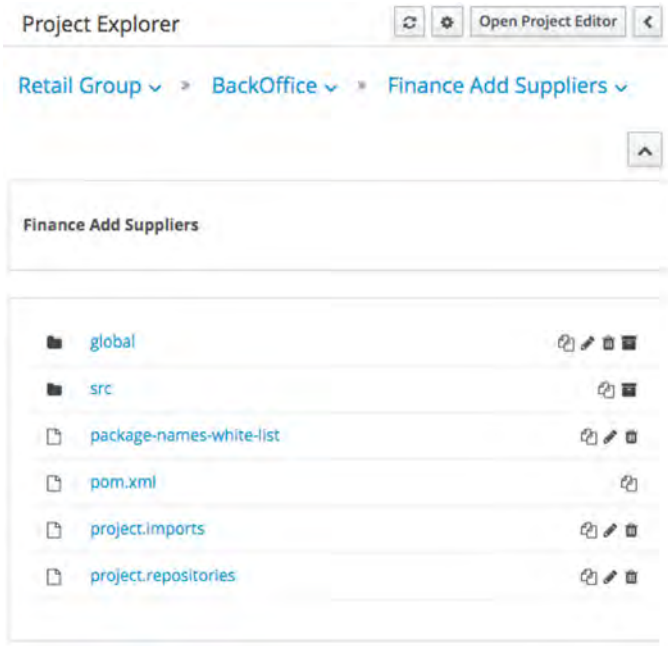 Project Explorer Open Project Editor
Retail Group » BackOffice » Finance Add Suppliers
Finance Add Suppliers
global
src
package-names-white-list
pom.xml
project.imports
project.repositories